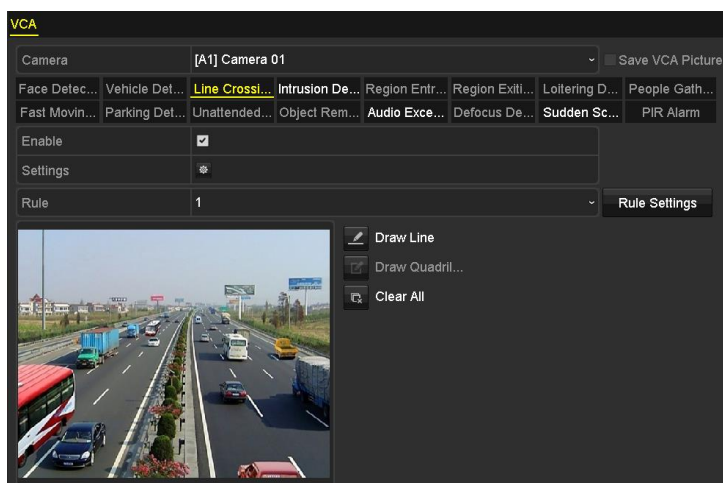 VCA
Camera [A1] Camera 01 Save VCA Picture
Face Detec... Vehicle Det... Line Crossi... Intrusion De... Region Entr... Region Exiti... Loitering D... People Gath...
Fast Movin... Parking Det... Unattended... Object Rem... Audio Exce... Defocus De... Sudden Sc... PIR Alarm
Enable
Settings
Rule 1 Rule Settings
Draw Line
Draw Quadril...
Clear All